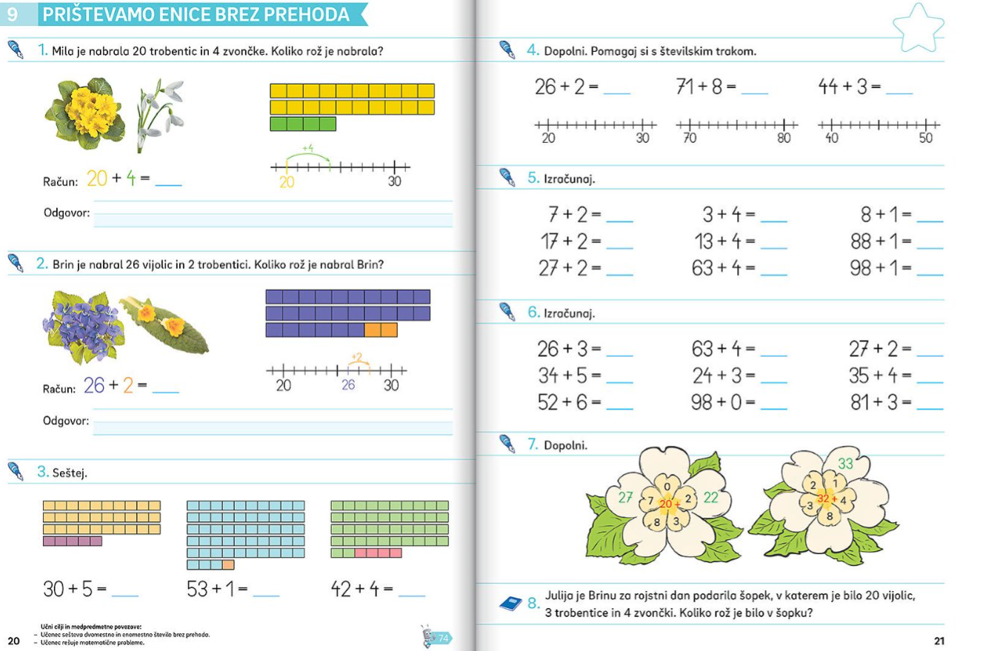 9 PRIŠTEVAMO ENICE BREZ PREHODA
1. Mila je nabrala 20 trobentic in 4 zvončke. Koliko rož je nabrala?
+4
20 30
Račun: 20 + 4 = ___
Odgovor:
2. Brin je nabral 26 vijolic in 2 trobentici. Koliko rož je nabral Brin?
+2
20 26 30
Račun: 26 + 2 = ___
Odgovor:
3. Seštej.
30 + 5 = ___ 53 + 1 = ___ 42 + 4 = ___
Učni cilji in medpredmetne povezave:
– Učenec sešteva dvomestno in enomestno število brez prehoda.
– Učenec rešuje matematične probleme.
20
74
4. Dopolni. Pomagaj si s številskim trakom.
26 + 2 = ___ 71 + 8 = ___ 44 + 3 = ___
20 30 70 80 40 50
5. Izračunaj.
7 + 2 = ___ 3 + 4 = ___ 8 + 1 = ___
17 + 2 = ___ 13 + 4 = ___ 88 + 1 = ___
27 + 2 = ___ 63 + 4 = ___ 98 + 1 = ___
6. Izračunaj.
26 + 3 = ___ 63 + 4 = ___ 27 + 2 = ___
34 + 5 = ___ 24 + 3 = ___ 35 + 4 = ___
52 + 6 = ___ 98 + 0 = ___ 81 + 3 = ___
7. Dopolni.
0
27 7 20 + 2 22
8 3
33
2 1
3 32 + 4
8
8. Julija je Brinu za rojstni dan podarila šopek, v katerem je bilo 20 vijolic,
3 trobentice in 4 zvončki. Koliko rož je bilo v šopku?
21